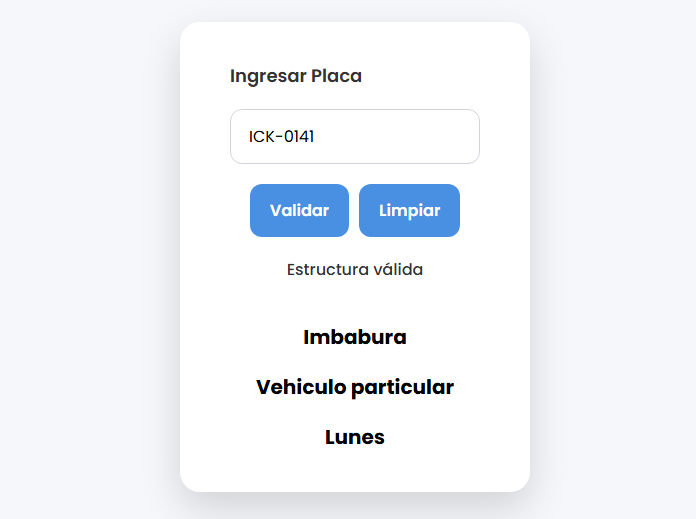 Ingresar Placa
ICK-0141
Validar Limpiar
Estructura válida
Imbabura
Vehiculo particular
Lunes